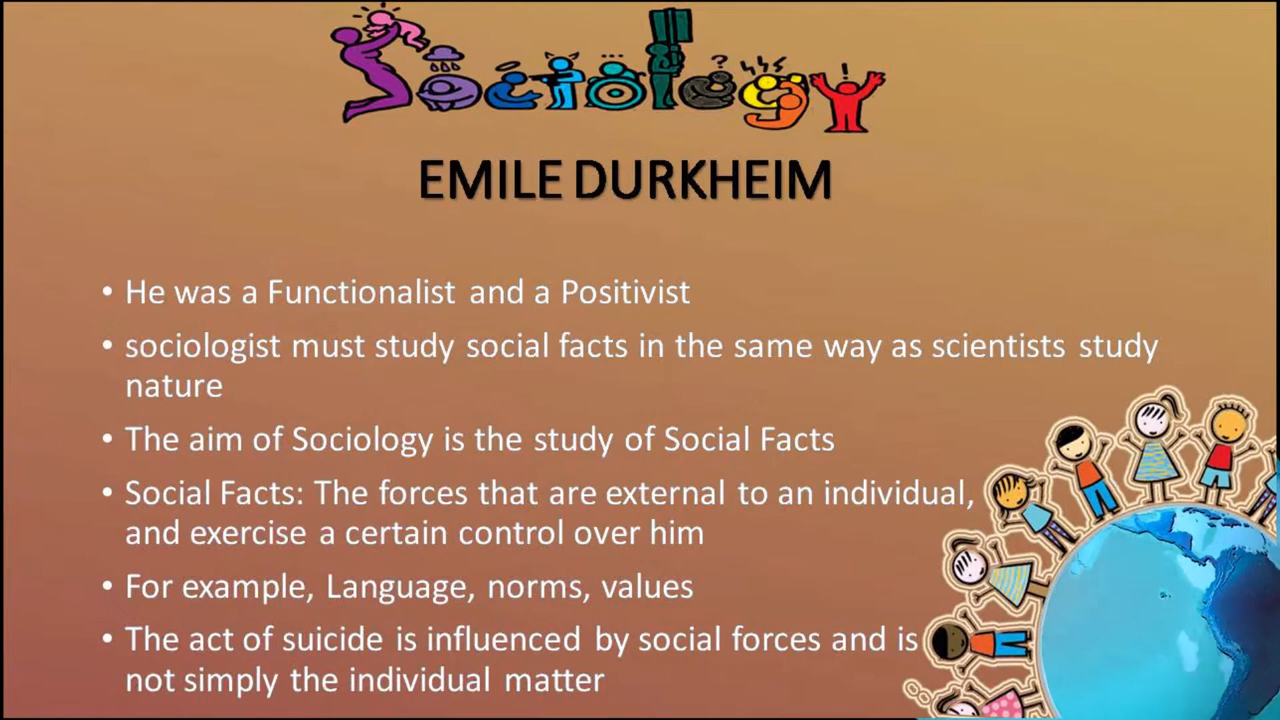 Sociology
EMILE DURKHEIM
• He was a Functionalist and a Positivist
• sociologist must study social facts in the same way as scientists study
nature
• The aim of Sociology is the study of Social Facts
• Social Facts: The forces that are external to an individual,
and exercise a certain control over him
• For example, Language, norms, values
• The act of suicide is influenced by social forces and is
not simply the individual matter